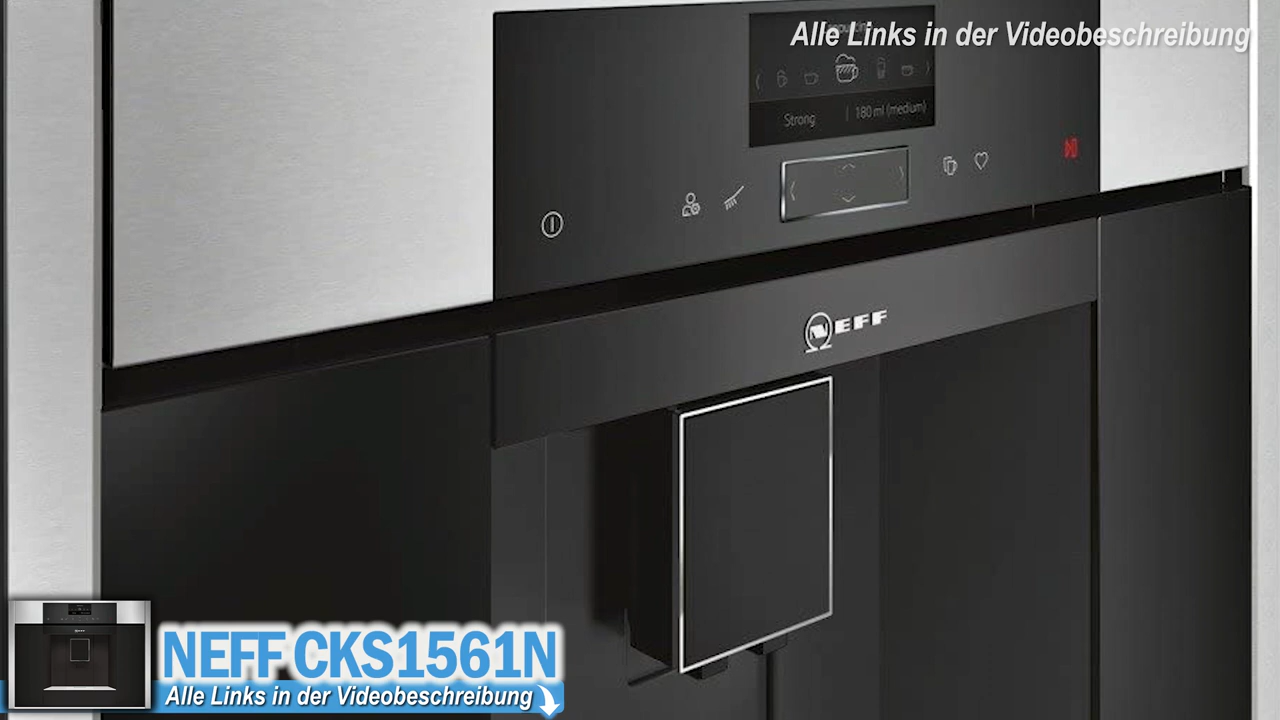 Alle Links in der Videobeschreibung
Strong
180 ml (medium)
NEFF
NEFF CKS1561N
Alle Links in der Videobeschreibung